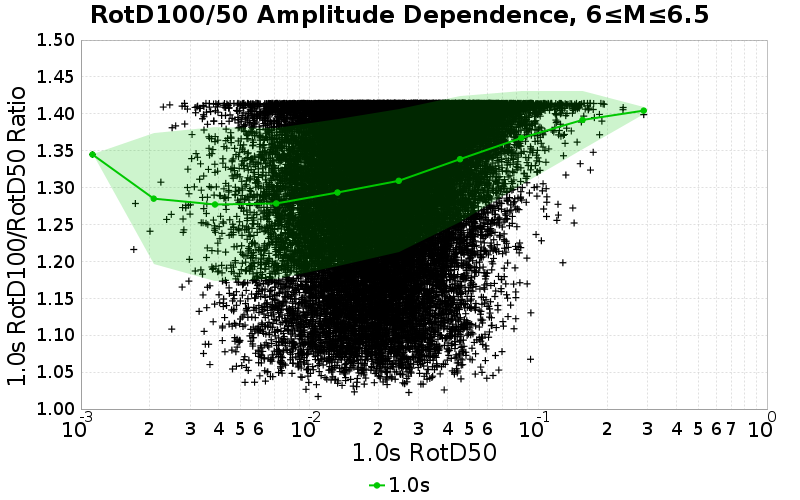 RotD100/50 Amplitude Dependence, 6≤M≤6.5
1.50
1.45
1.40
1.35
1.30
1.25
1.20
1.15
1.10
1.05
1.00
1.0s RotD100/RotD50 Ratio
10⁻³ 2 3 4 5 6 10⁻² 2 3 4 5 6 10⁻¹ 2 3 4 5 6 7 10⁰
1.0s RotD50
1.0s